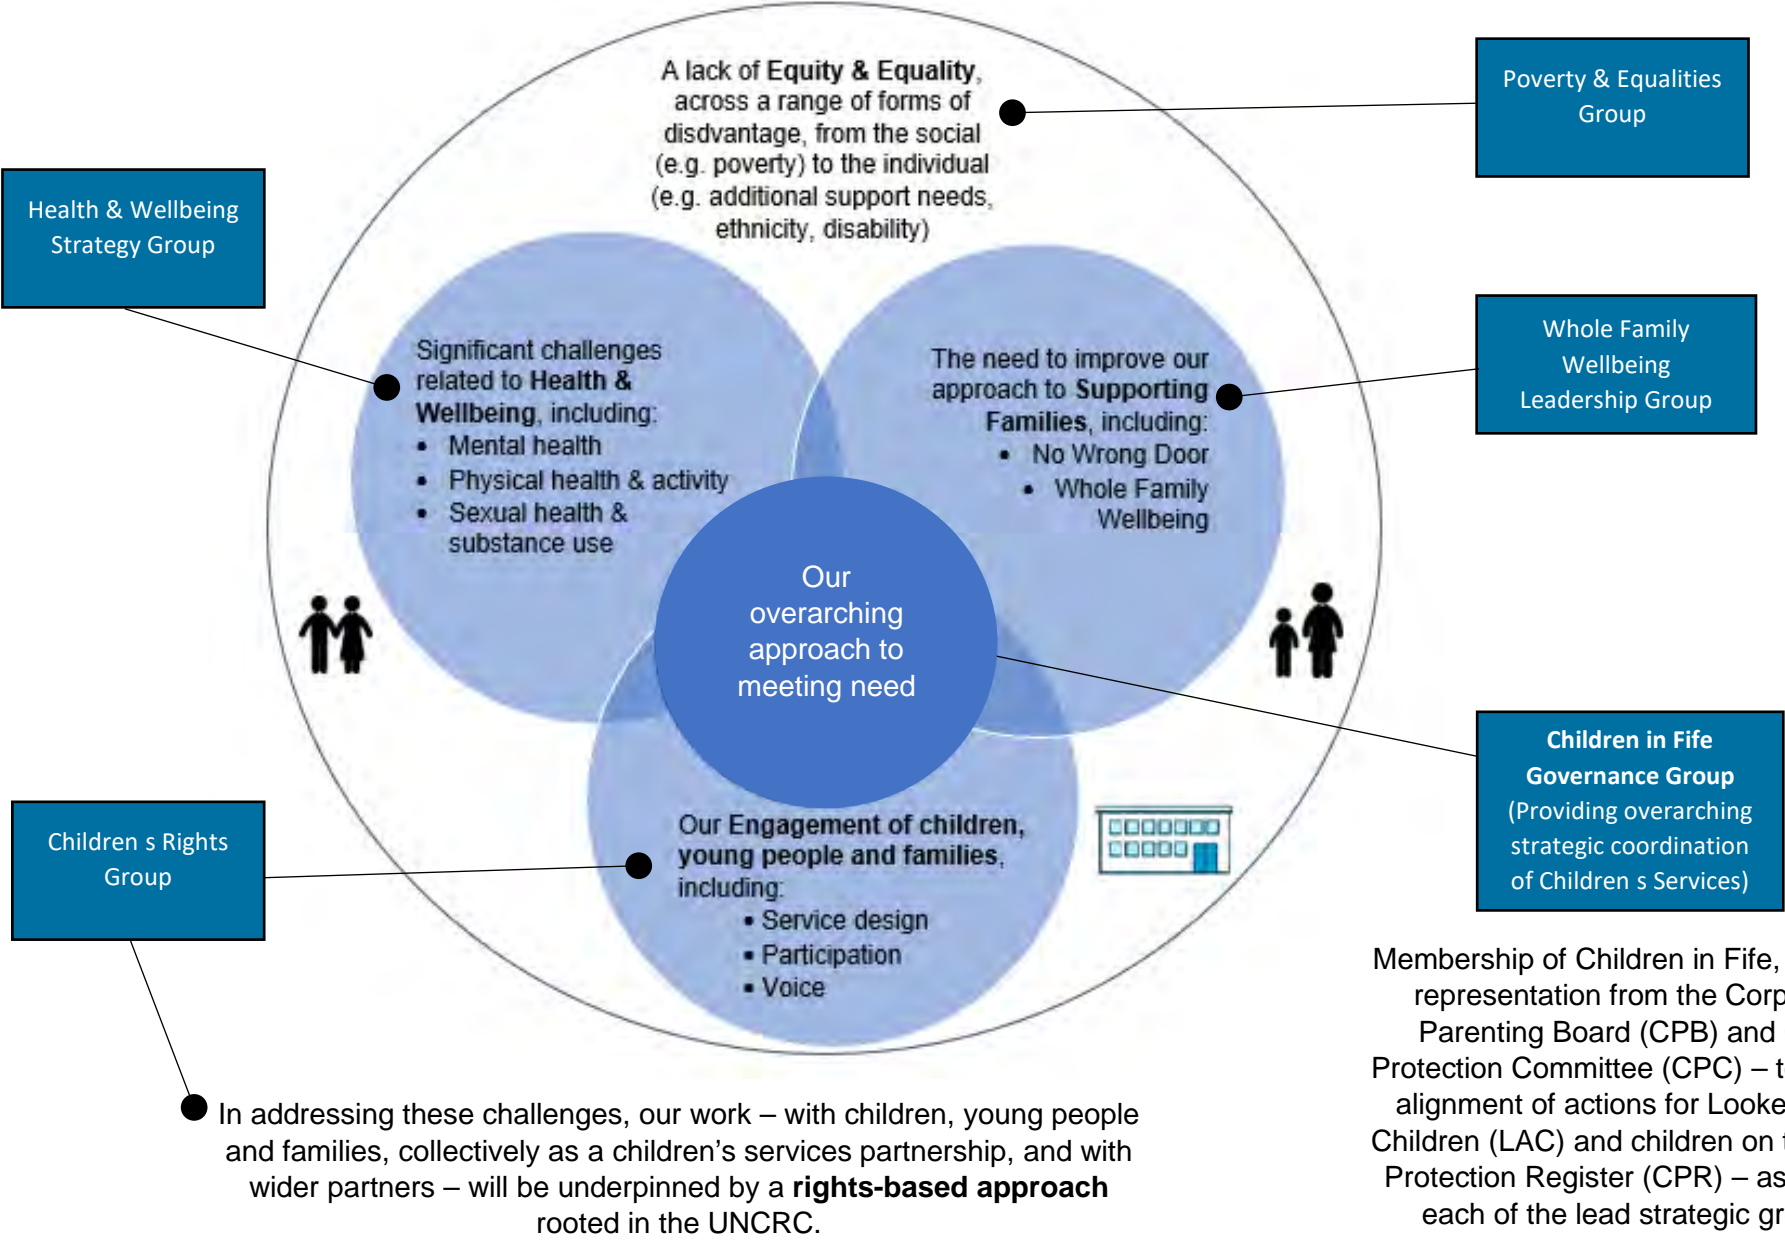 A lack of Equity & Equality,
across a range of forms of
disdvantage, from the social
(e.g. poverty) to the individual
(e.g. additional support needs,
ethnicity, disability)
Poverty & Equalities
Group
Health & Wellbeing
Strategy Group
Significant challenges
related to Health &
Wellbeing, including:
• Mental health
• Physical health & activity
• Sexual health &
substance use
The need to improve our
approach to Supporting
Families, including:
• No Wrong Door
• Whole Family
Wellbeing
Whole Family
Wellbeing
Leadership Group
Our
overarching
approach to
meeting need
Children in Fife
Governance Group
(Providing overarching
strategic coordination
of Children s Services)
Children s Rights
Group
Our Engagement of children,
young people and families,
including:
• Service design
• Participation
• Voice
Membership of Children in Fife,
representation from the
Parenting Board (CPB) and
Protection Committee (CPC) –
alignment of actions for
Children (LAC) and children on
Protection Register (CPR) –
each of the lead strategic
In addressing these challenges, our work – with children, young people
and families, collectively as a children’s services partnership, and with
wider partners – will be underpinned by a rights-based approach
rooted in the UNCRC.